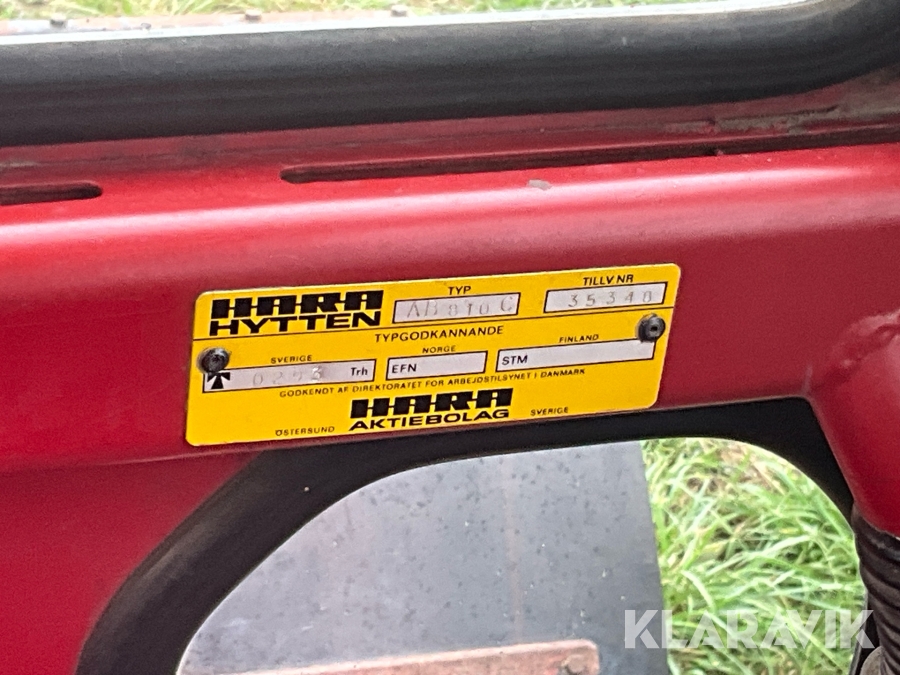 HARA HYTTEN
TYP
AB 810 C
TILLV.NR
35348
TYPGODKANNANDE
SVERIGE
NORGE
FINLAND
0293 Trh
EFN
STM
GODKENDT AF DIREKTORATET FOR ARBEJDSTILSYNET I DANMARK
HARA
ÖSTERSUND AKTIEBOLAG SVERIGE
KLARAVIK